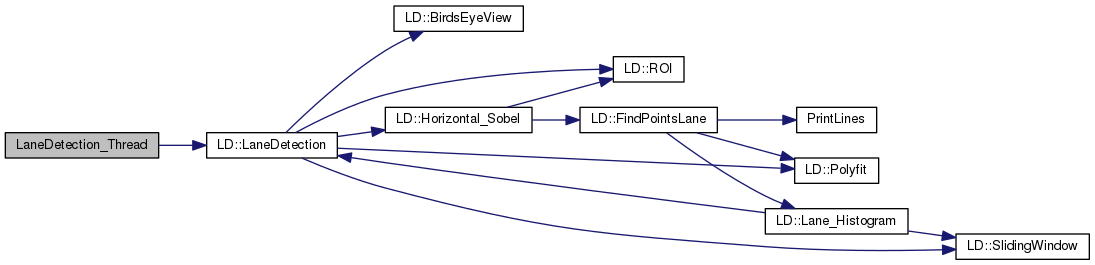 LD::BirdsEyeView
LD::ROI
LD::Horizontal_Sobel
LD::FindPointsLane
PrintLines
LaneDetection_Thread
LD::LaneDetection
LD::Polyfit
LD::Lane_Histogram
LD::SlidingWindow